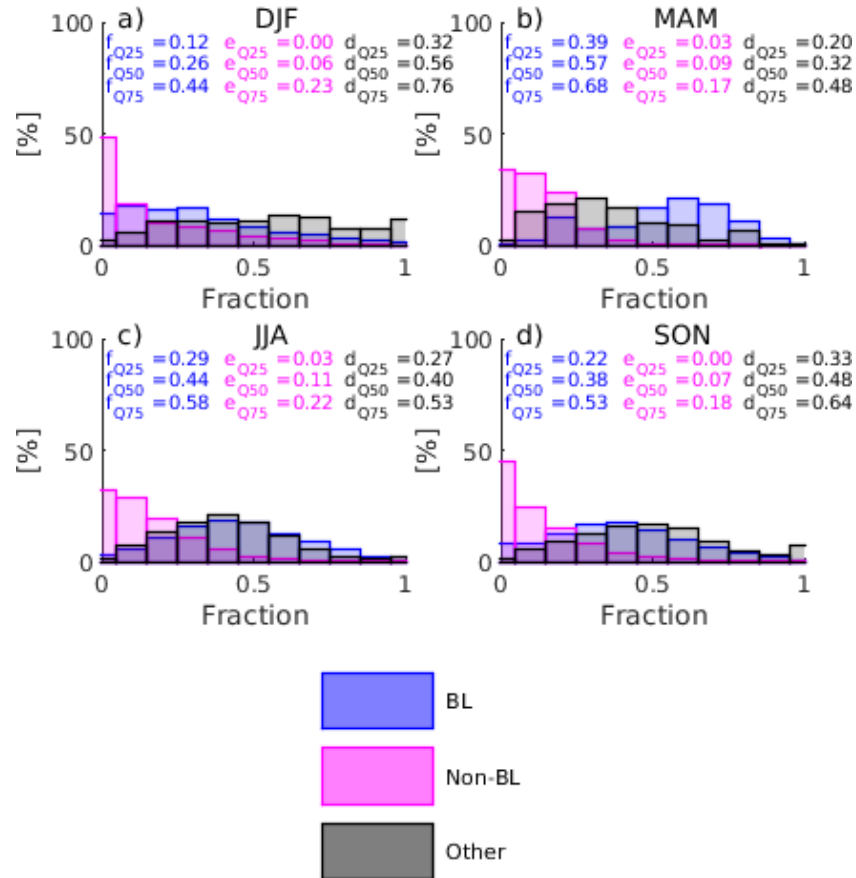 a) DJF
f_Q25 =0.12 e_Q25 =0.00 d_Q25 =0.32
f_Q50 =0.26 e_Q50 =0.06 d_Q50 =0.56
f_Q75 =0.44 e_Q75 =0.23 d_Q75 =0.76
100
50
0
[%]
0 0.5 1
Fraction
b) MAM
f_Q25 =0.39 e_Q25 =0.03 d_Q25 =0.20
f_Q50 =0.57 e_Q50 =0.09 d_Q50 =0.32
f_Q75 =0.68 e_Q75 =0.17 d_Q75 =0.48
100
50
0
[%]
0 0.5 1
Fraction
c) JJA
f_Q25 =0.29 e_Q25 =0.03 d_Q25 =0.27
f_Q50 =0.44 e_Q50 =0.11 d_Q50 =0.40
f_Q75 =0.58 e_Q75 =0.22 d_Q75 =0.53
100
50
0
[%]
0 0.5 1
Fraction
d) SON
f_Q25 =0.22 e_Q25 =0.00 d_Q25 =0.33
f_Q50 =0.38 e_Q50 =0.07 d_Q50 =0.48
f_Q75 =0.53 e_Q75 =0.18 d_Q75 =0.64
100
50
0
[%]
0 0.5 1
Fraction
BL
Non-BL
Other